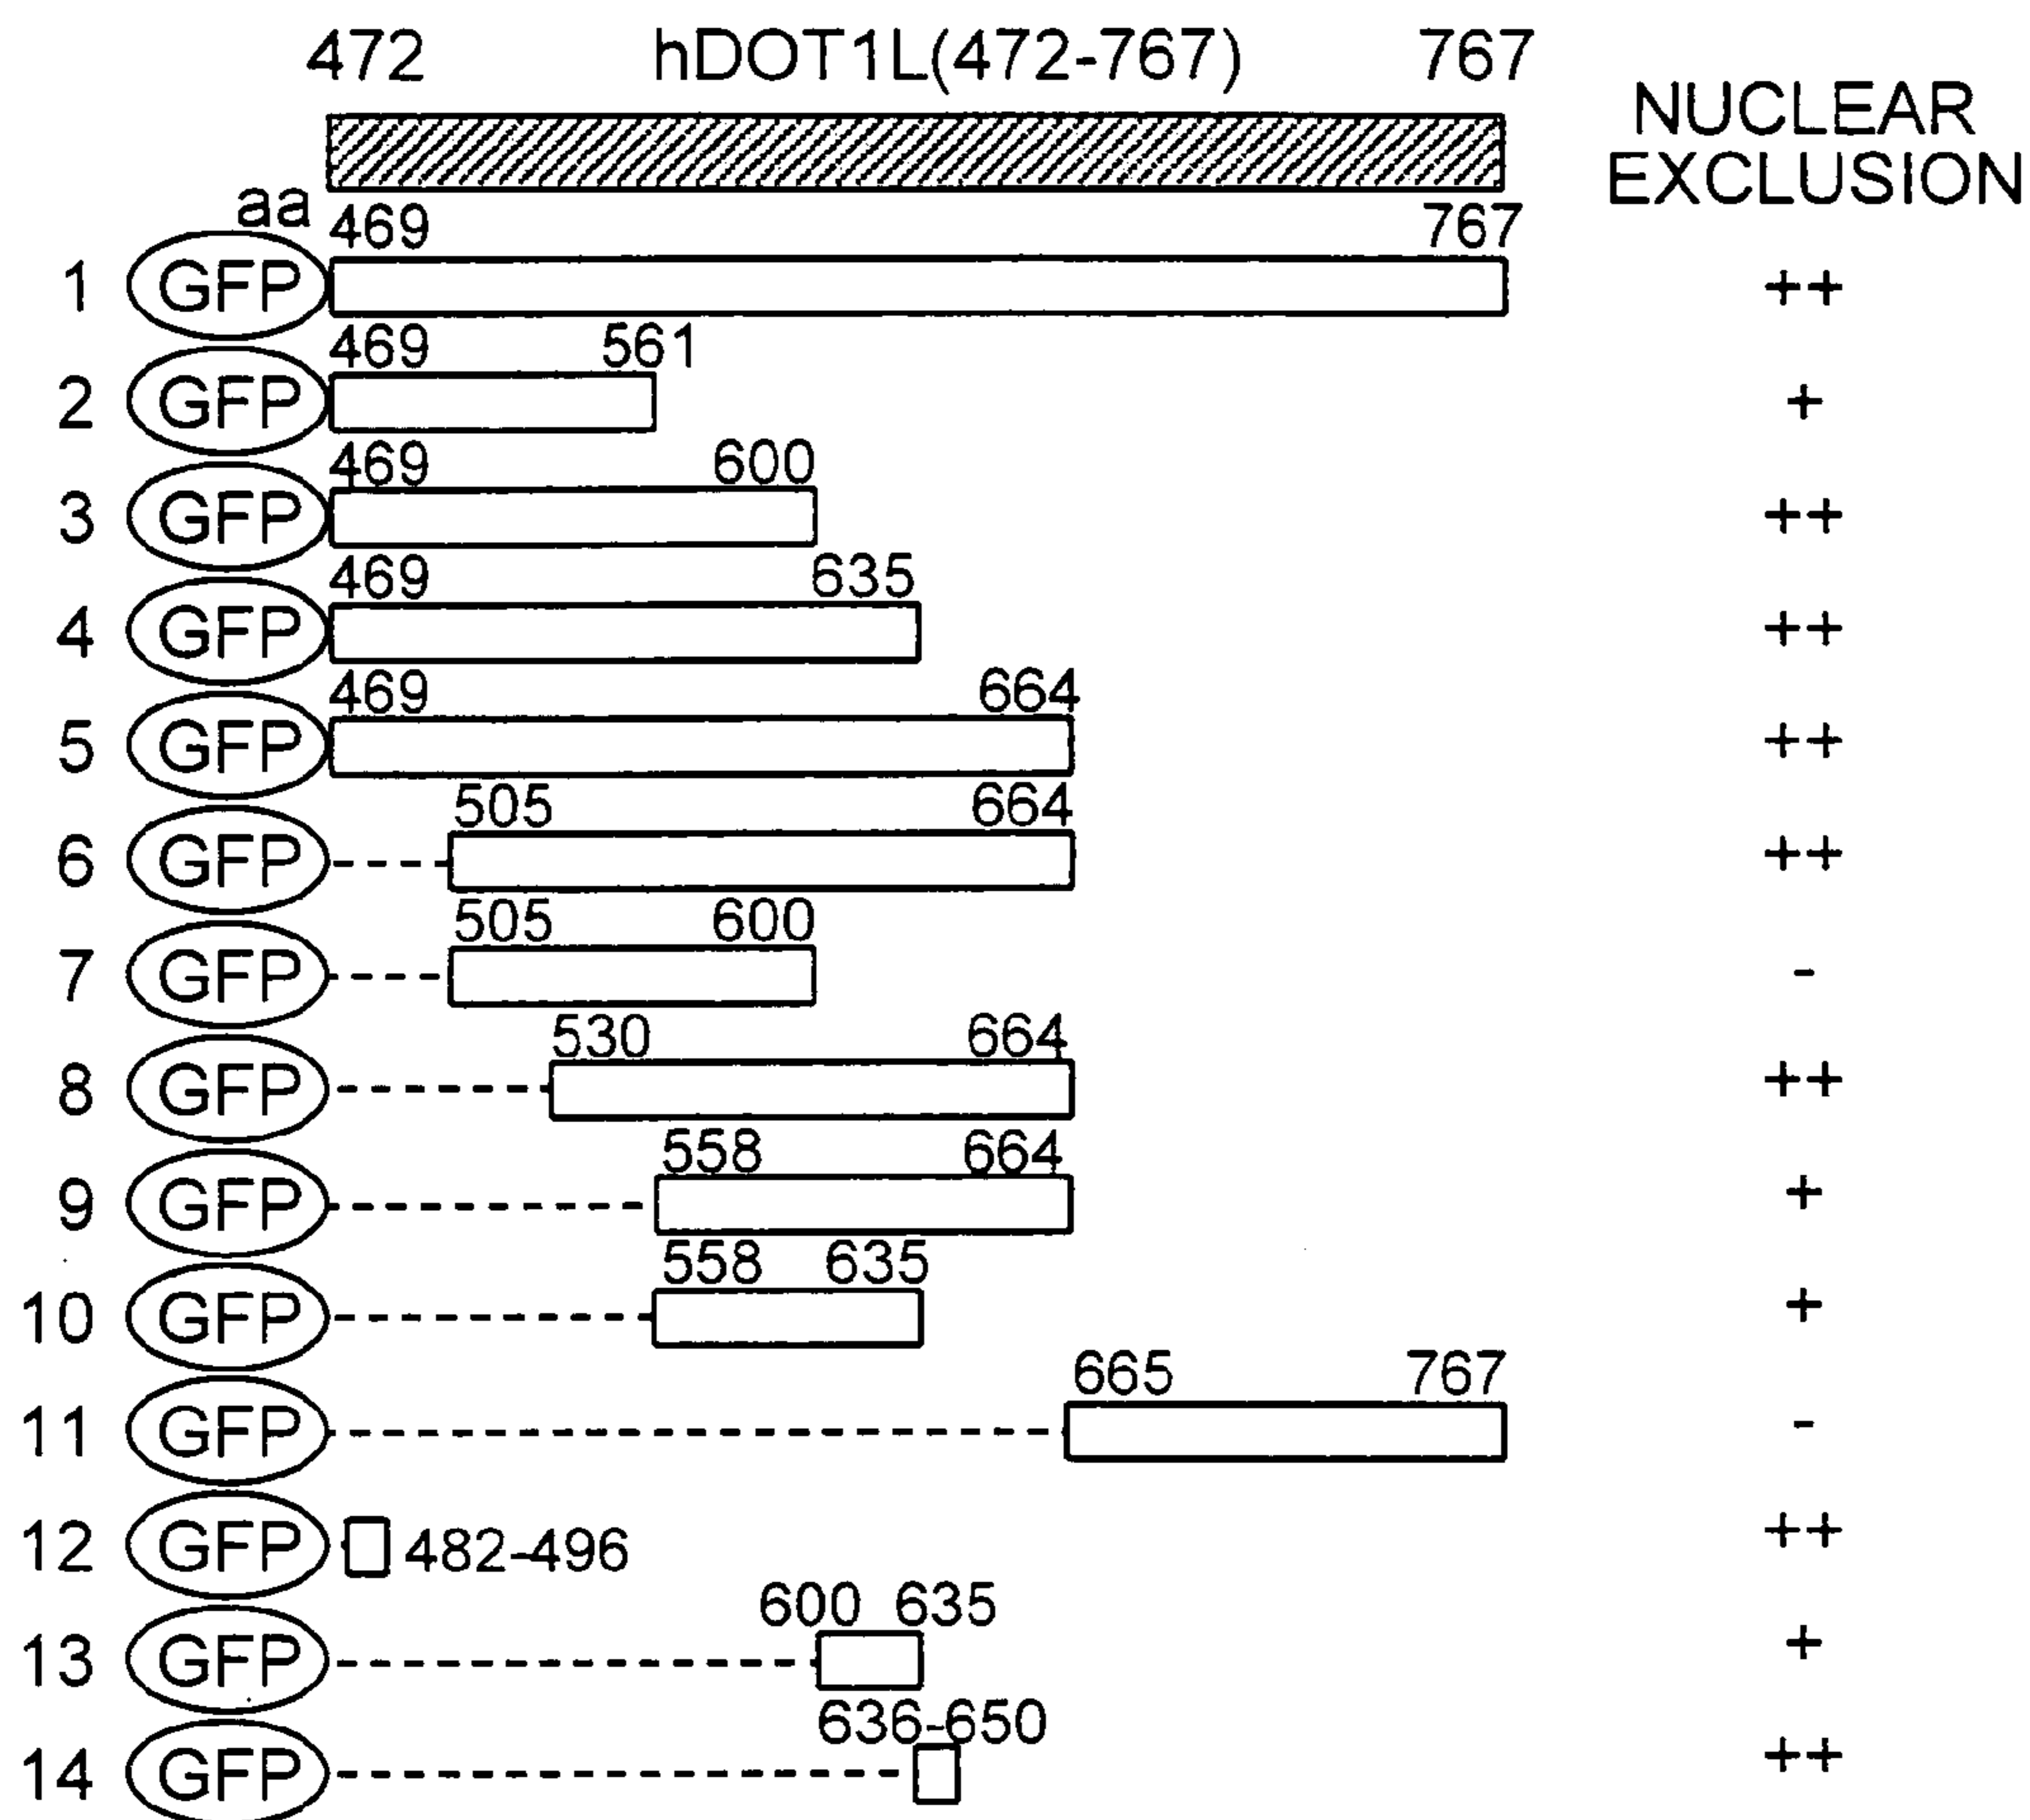 472 hDOT1L(472-767) 767
NUCLEAR
EXCLUSION
aa 469 767
1 GFP ++
469 561
2 GFP +
469 600
3 GFP ++
469 635
4 GFP ++
469 664
5 GFP ++
505 664
6 GFP ++
505 600
7 GFP -
530 664
8 GFP ++
558 664
9 GFP +
558 635
10 GFP +
665 767
11 GFP -
12 GFP 482-496 ++
600 635
13 GFP +
636-650
14 GFP ++